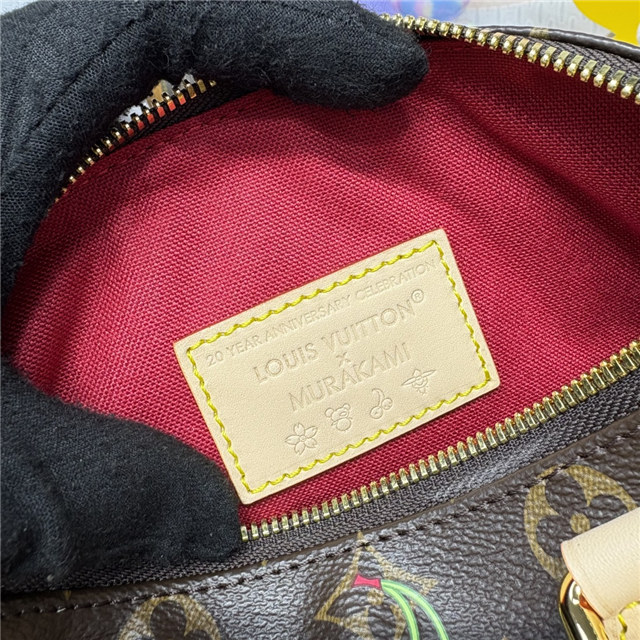 20 YEAR ANNIVERSARY CELEBRATION
LOUIS VUITTON®
×
MURAKAMI